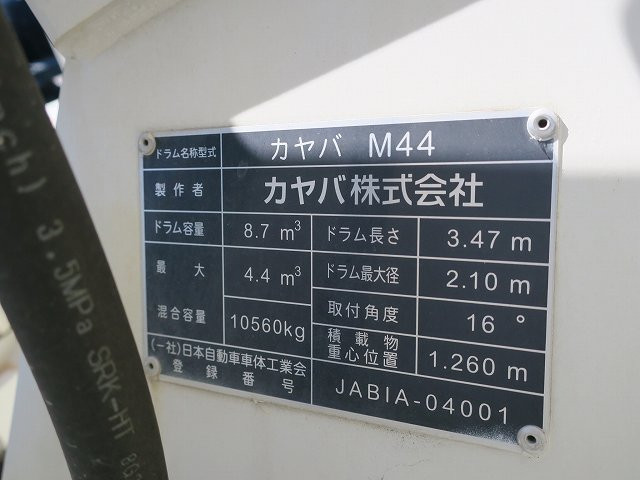 ドラム名称型式 カヤバ M44
製作者 カヤバ株式会社
ドラム容量 8.7 m³ ドラム長さ 3.47 m
最大 4.4 m³ ドラム最大径 2.10 m
混合容量 10560kg 取付角度 16 °
積載物
重心位置 1.260 m
(一社)日本自動車車体工業会
登録番号 JABIA-04001
3.5MPa SRK-HT